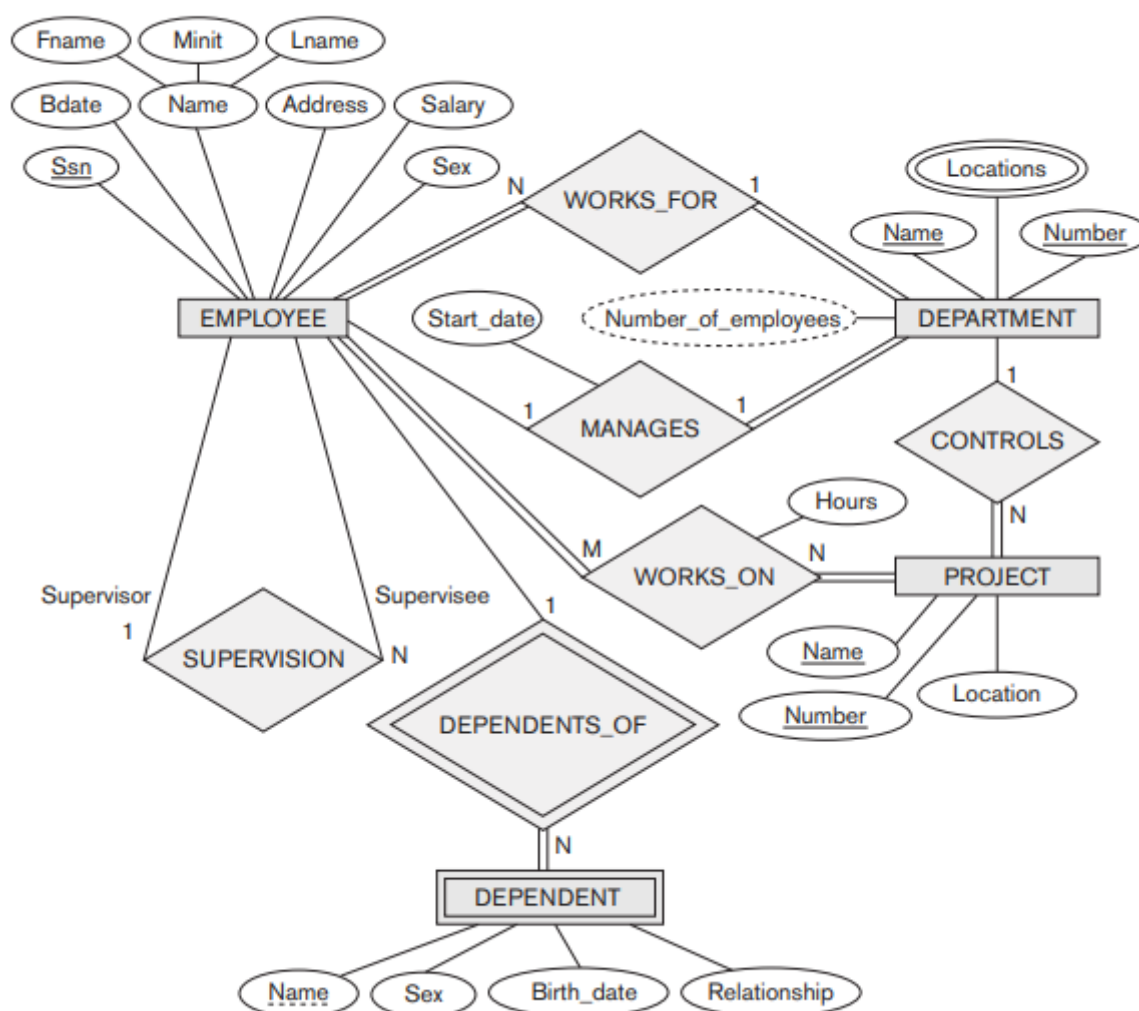 Fname
Minit
Lname
Bdate
Name
Address
Salary
Ssn
Sex
N
WORKS_FOR
1
Locations
Name
Number
EMPLOYEE
Start_date
Number_of_employees
DEPARTMENT
1
MANAGES
1
1
CONTROLS
N
Hours
M
WORKS_ON
N
PROJECT
Supervisor
1
Supervisee
N
SUPERVISION
1
Name
Number
Location
DEPENDENTS_OF
N
DEPENDENT
Name
Sex
Birth_date
Relationship